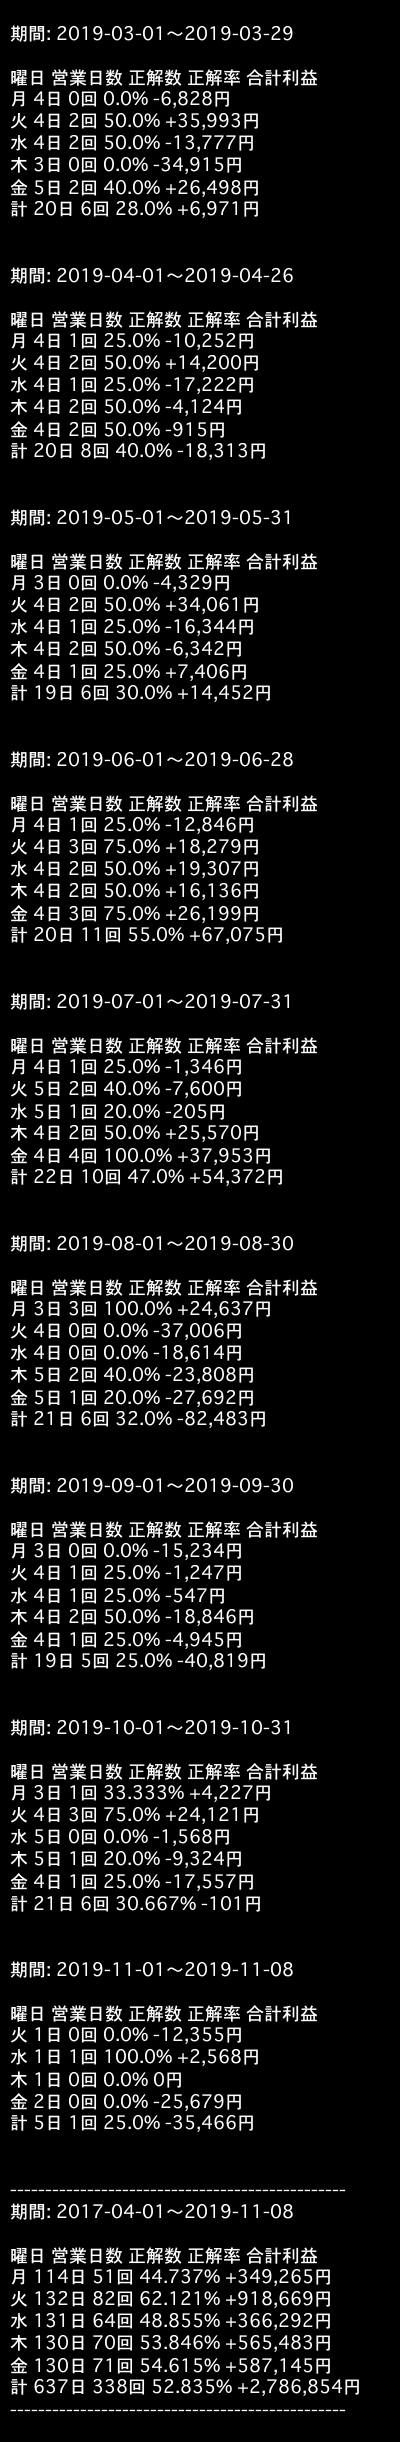 期間: 2019-03-01〜2019-03-29
曜日 営業日数 正解数 正解率 合計利益
月 4日 0回 0.0% -6,828円
火 4日 2回 50.0% +35,993円
水 4日 2回 50.0% -13,777円
木 3日 0回 0.0% -34,915円
金 5日 2回 40.0% +26,498円
計 20日 6回 28.0% +6,971円
期間: 2019-04-01〜2019-04-26
曜日 営業日数 正解数 正解率 合計利益
月 4日 1回 25.0% -10,252円
火 4日 2回 50.0% +14,200円
水 4日 1回 25.0% -17,222円
木 4日 2回 50.0% -4,124円
金 4日 2回 50.0% -915円
計 20日 8回 40.0% -18,313円
期間: 2019-05-01〜2019-05-31
曜日 営業日数 正解数 正解率 合計利益
月 3日 0回 0.0% -4,329円
火 4日 2回 50.0% +34,061円
水 4日 1回 25.0% -16,344円
木 4日 2回 50.0% -6,342円
金 4日 1回 25.0% +7,406円
計 19日 6回 30.0% +14,452円
期間: 2019-06-01〜2019-06-28
曜日 営業日数 正解数 正解率 合計利益
月 4日 1回 25.0% -12,846円
火 4日 3回 75.0% +18,279円
水 4日 2回 50.0% +19,307円
木 4日 2回 50.0% +16,136円
金 4日 3回 75.0% +26,199円
計 20日 11回 55.0% +67,075円
期間: 2019-07-01〜2019-07-31
曜日 営業日数 正解数 正解率 合計利益
月 4日 1回 25.0% -1,346円
火 5日 2回 40.0% -7,600円
水 5日 1回 20.0% -205円
木 4日 2回 50.0% +25,570円
金 4日 4回 100.0% +37,953円
計 22日 10回 47.0% +54,372円
期間: 2019-08-01〜2019-08-30
曜日 営業日数 正解数 正解率 合計利益
月 3日 3回 100.0% +24,637円
火 4日 0回 0.0% -37,006円
水 4日 0回 0.0% -18,614円
木 5日 2回 40.0% -23,808円
金 5日 1回 20.0% -27,692円
計 21日 6回 32.0% -82,483円
期間: 2019-09-01〜2019-09-30
曜日 営業日数 正解数 正解率 合計利益
月 3日 0回 0.0% -15,234円
火 4日 1回 25.0% -1,247円
水 4日 1回 25.0% -547円
木 4日 2回 50.0% -18,846円
金 4日 1回 25.0% -4,945円
計 19日 5回 25.0% -40,819円
期間: 2019-10-01〜2019-10-31
曜日 営業日数 正解数 正解率 合計利益
月 3日 1回 33.333% +4,227円
火 4日 3回 75.0% +24,121円
水 5日 0回 0.0% -1,568円
木 5日 1回 20.0% -9,324円
金 4日 1回 25.0% -17,557円
計 21日 6回 30.667% -101円
期間: 2019-11-01〜2019-11-08
曜日 営業日数 正解数 正解率 合計利益
火 1日 0回 0.0% -12,355円
水 1日 1回 100.0% +2,568円
木 1日 0回 0.0% 0円
金 2日 0回 0.0% -25,679円
計 5日 1回 25.0% -35,466円
------------------------------------------------
期間: 2017-04-01〜2019-11-08
曜日 営業日数 正解数 正解率 合計利益
月 114日 51回 44.737% +349,265円
火 132日 82回 62.121% +918,669円
水 131日 64回 48.855% +366,292円
木 130日 70回 53.846% +565,483円
金 130日 71回 54.615% +587,145円
計 637日 338回 52.835% +2,786,854円
------------------------------------------------